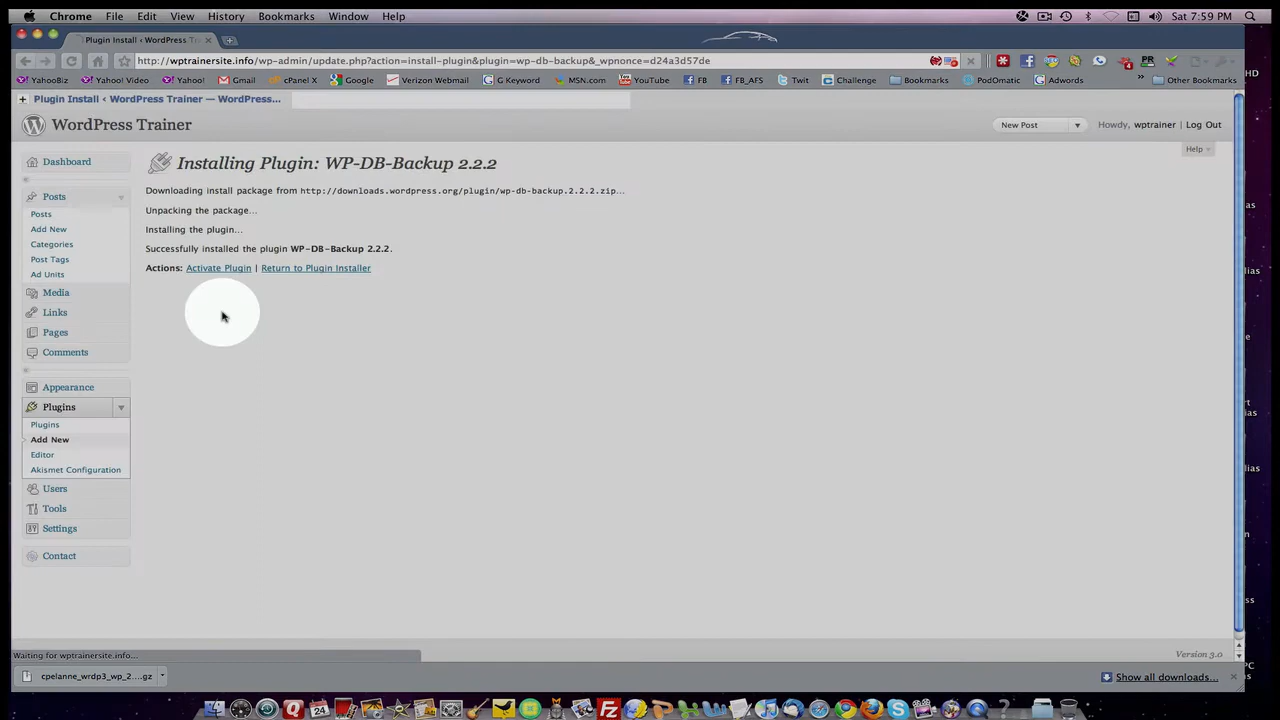 Chrome File Edit View History Bookmarks Window Help Sat 7:59 PM
Plugin Install ‹ WordPress Tr
http://wptrainersite.info/wp-admin/update.php?action=install-plugin&plugin=wp-db-backup&_wpnonce=d24a3d57de
YahooBiz Yahoo! Video Yahoo! Gmail cPanel X Google Verizon Webmail G Keyword MSN.com YouTube FB FB_AFS Twit Challenge Bookmarks PodOmatic Adwords Other Bookmarks
Plugin Install ‹ WordPress Trainer — WordPress...
WordPress Trainer New Post Howdy, wptrainer | Log Out
Help
Installing Plugin: WP-DB-Backup 2.2.2
Downloading install package from http://downloads.wordpress.org/plugin/wp-db-backup.2.2.2.zip…
Unpacking the package…
Installing the plugin…
Successfully installed the plugin WP-DB-Backup 2.2.2.
Actions: Activate Plugin | Return to Plugin Installer
Dashboard
Posts
Posts
Add New
Categories
Post Tags
Ad Units
Media
Links
Pages
Comments
Appearance
Plugins
Plugins
Add New
Editor
Akismet Configuration
Users
Tools
Settings
Contact
Version 3.0
Waiting for wptrainersite.info...
cpelanne_wrdp3_wp_2....gz Show all downloads...
HD